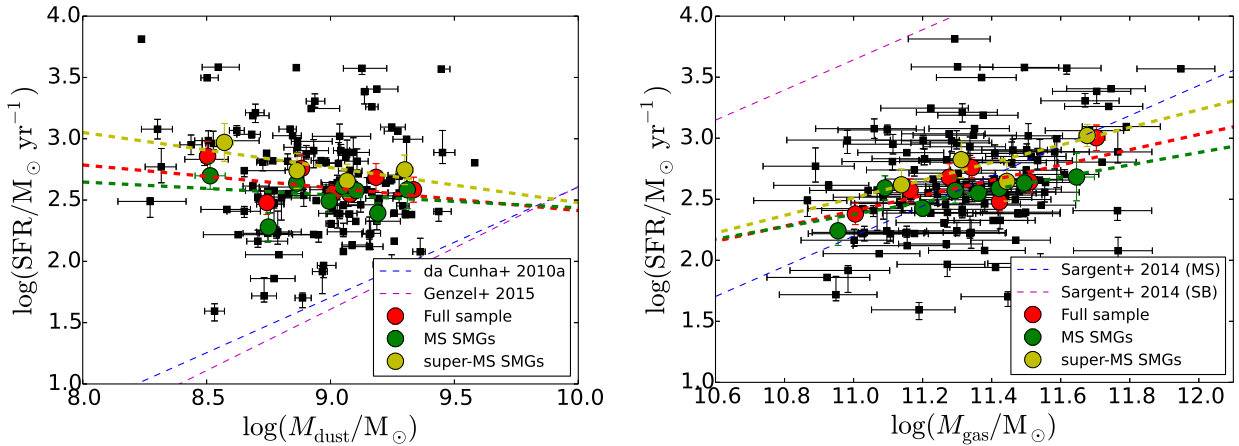 4.0
3.5
3.0
2.5
2.0
1.5
1.0
log(SFR/M⊙ yr⁻¹)
8.0 8.5 9.0 9.5 10.0
log(M_dust/M⊙)
da Cunha+ 2010a
Genzel+ 2015
Full sample
MS SMGs
super-MS SMGs
4.0
3.5
3.0
2.5
2.0
1.5
1.0
log(SFR/M⊙ yr⁻¹)
10.6 10.8 11.0 11.2 11.4 11.6 11.8 12.0
log(M_gas/M⊙)
Sargent+ 2014 (MS)
Sargent+ 2014 (SB)
Full sample
MS SMGs
super-MS SMGs